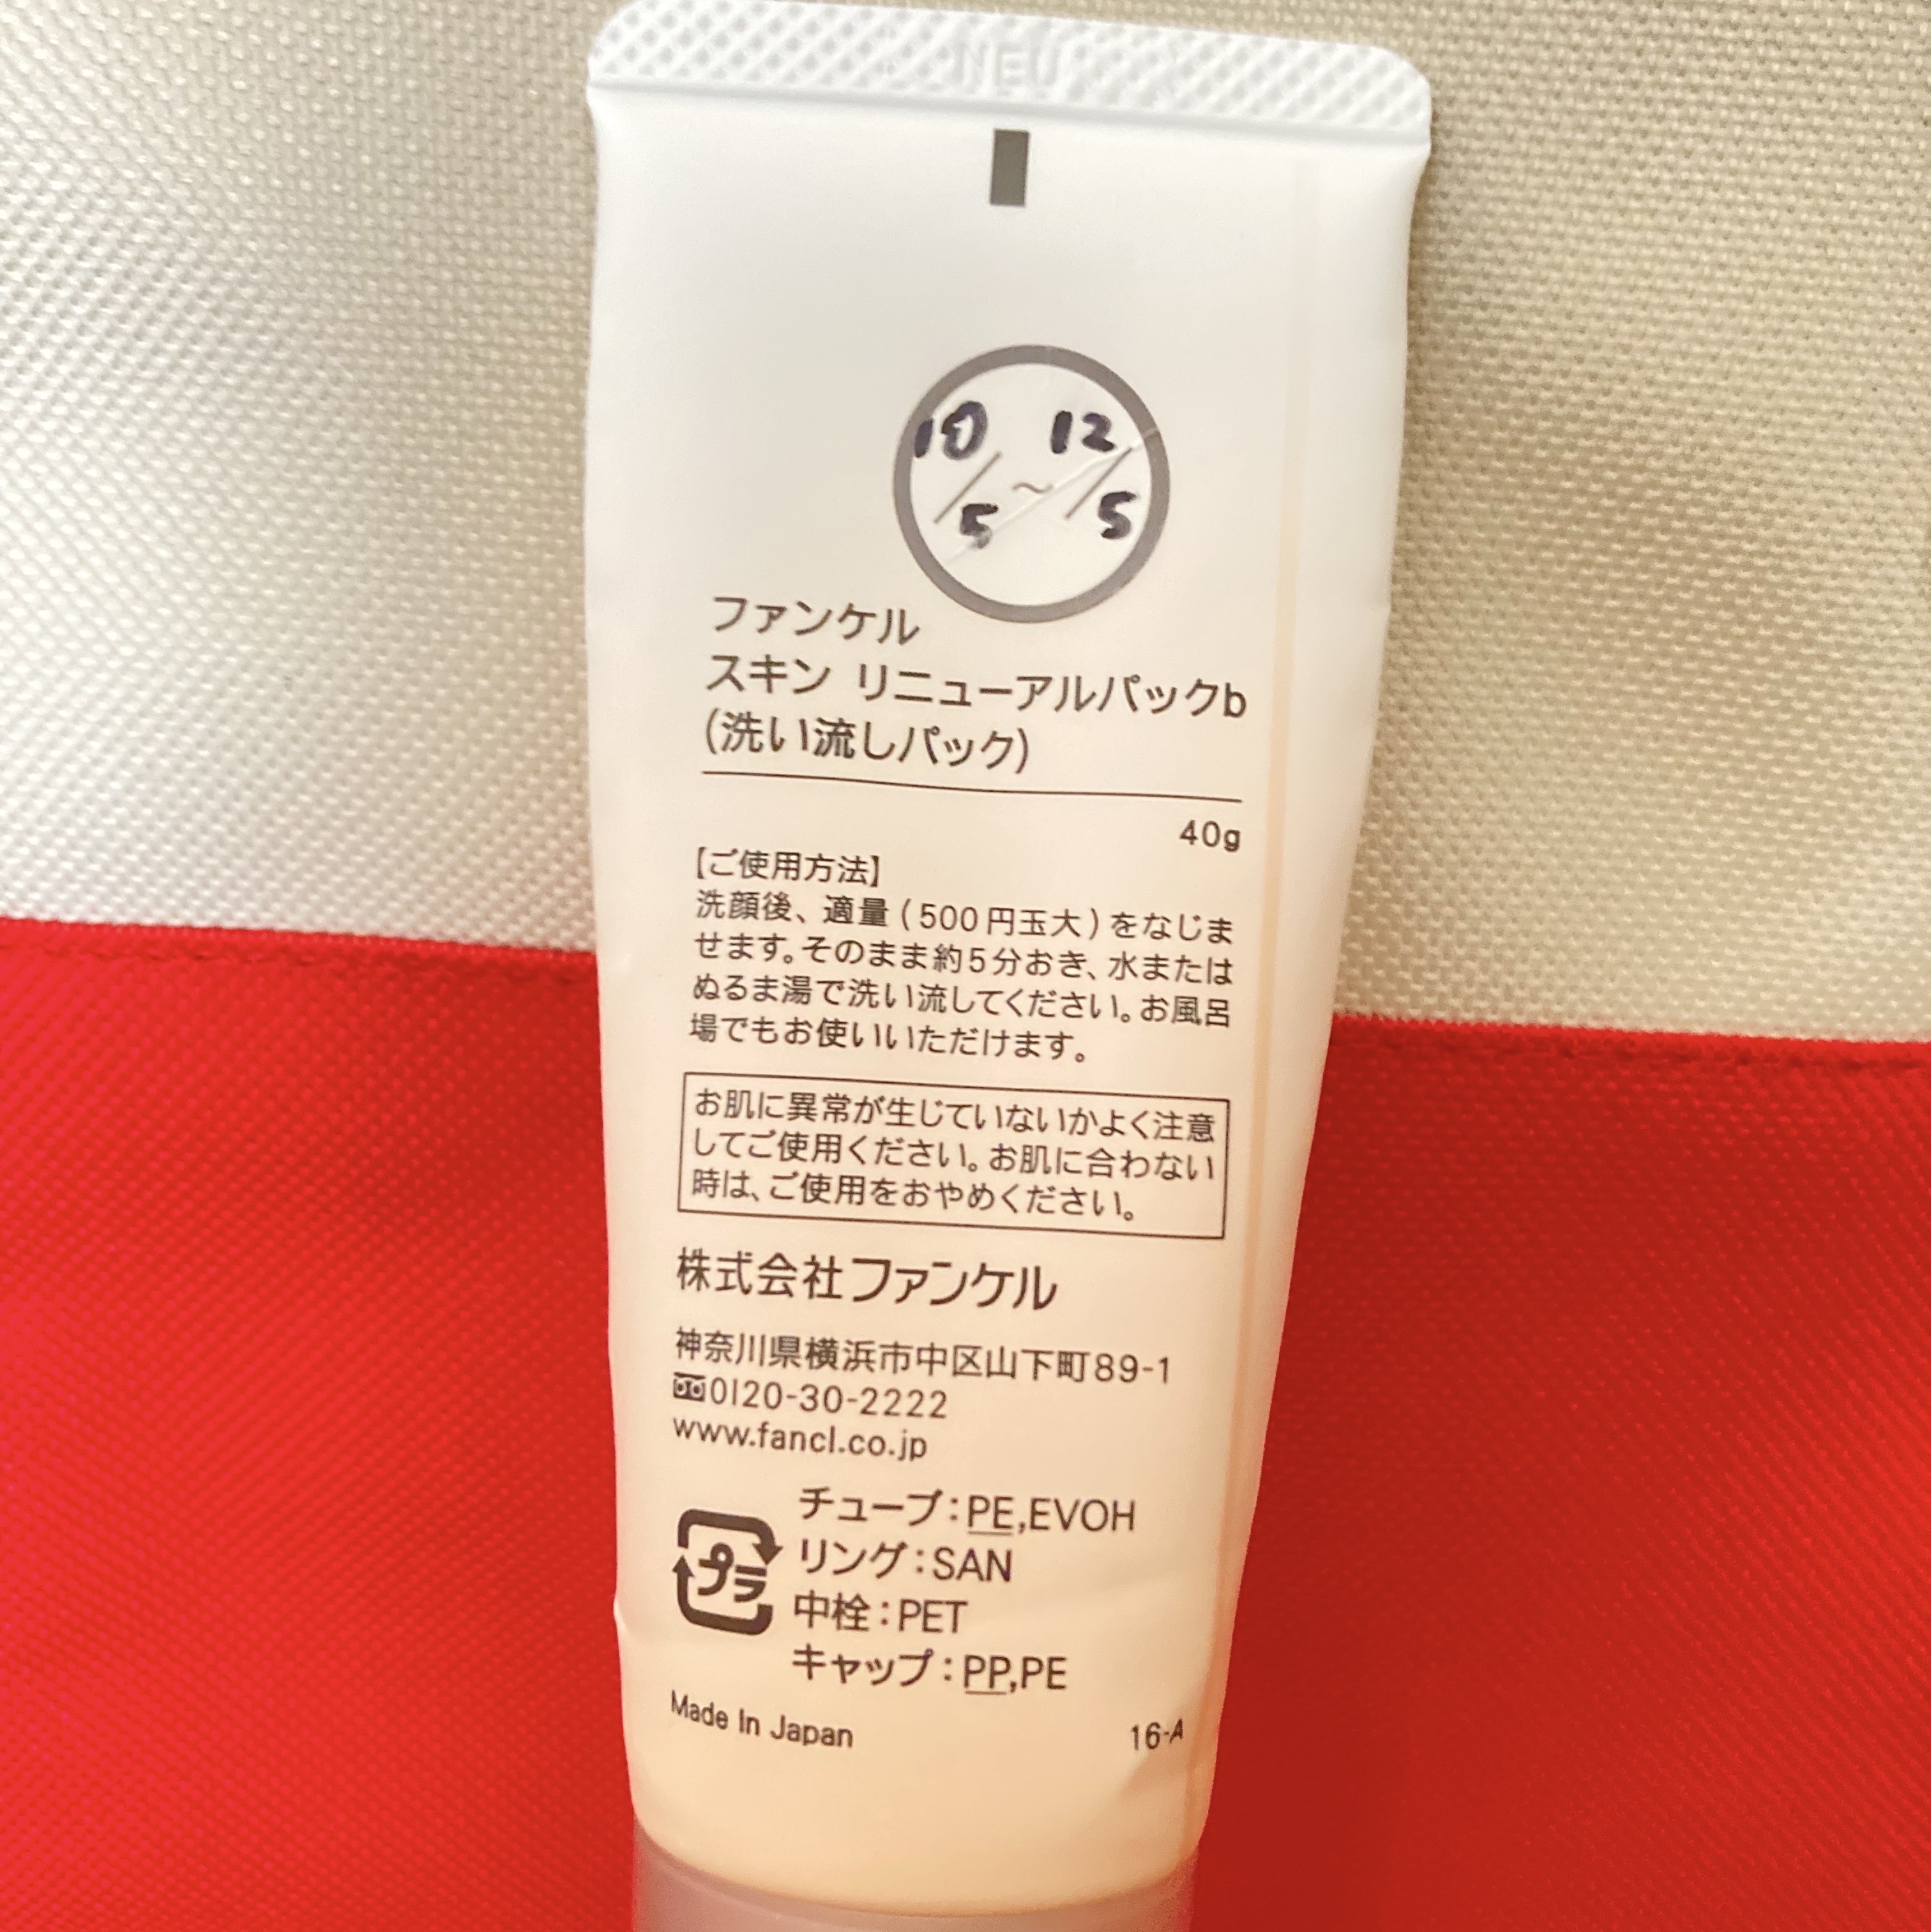 NEU
10/5～12/5
ファンケル
スキン リニューアルパックb
(洗い流しパック)
40g
【ご使用方法】
洗顔後、適量(500円玉大)をなじま
せます。そのまま約5分おき、水または
ぬるま湯で洗い流してください。お風呂
場でもお使いいただけます。
お肌に異常が生じていないかよく注意
してご使用ください。お肌に合わない
時は、ご使用をおやめください。
株式会社ファンケル
神奈川県横浜市中区山下町89-1
0120-30-2222
www.fancl.co.jp
プラ
チューブ:PE,EVOH
リング:SAN
中栓:PET
キャップ:PP,PE
Made In Japan
16-A